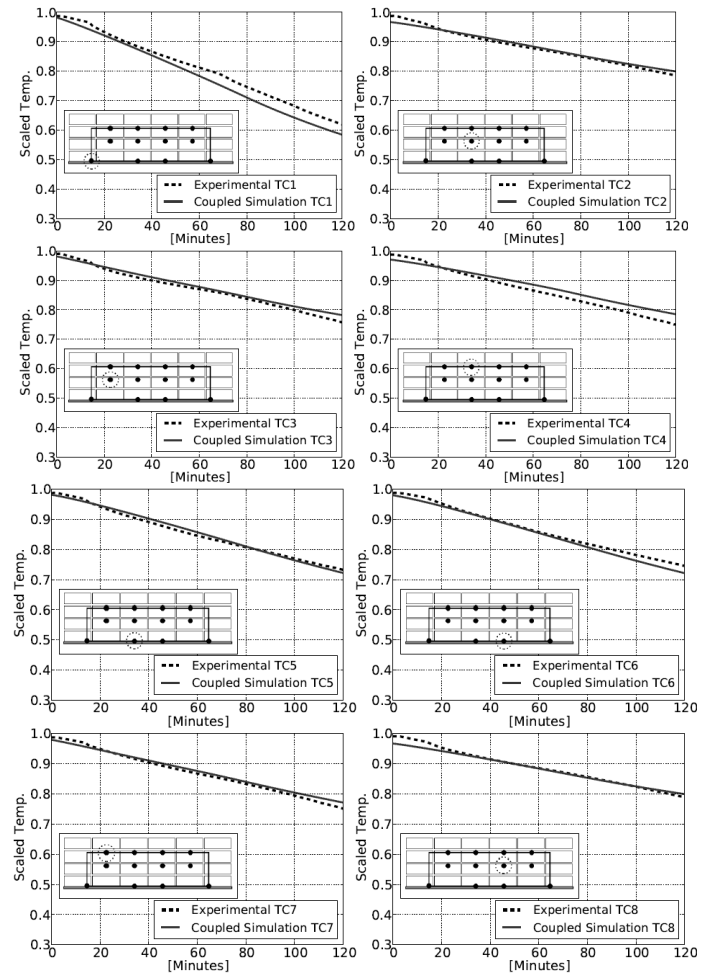 1.0
0.9
0.8
0.7
0.6
0.5
0.4
0.3
Scaled Temp.
Experimental TC1
Coupled Simulation TC1
0 20 40 60 80 100 120
[Minutes]
1.0
0.9
0.8
0.7
0.6
0.5
0.4
0.3
Scaled Temp.
Experimental TC2
Coupled Simulation TC2
0 20 40 60 80 100 120
[Minutes]
1.0
0.9
0.8
0.7
0.6
0.5
0.4
0.3
Scaled Temp.
Experimental TC3
Coupled Simulation TC3
0 20 40 60 80 100 120
[Minutes]
1.0
0.9
0.8
0.7
0.6
0.5
0.4
0.3
Scaled Temp.
Experimental TC4
Coupled Simulation TC4
0 20 40 60 80 100 120
[Minutes]
1.0
0.9
0.8
0.7
0.6
0.5
0.4
0.3
Scaled Temp.
Experimental TC5
Coupled Simulation TC5
0 20 40 60 80 100 120
[Minutes]
1.0
0.9
0.8
0.7
0.6
0.5
0.4
0.3
Scaled Temp.
Experimental TC6
Coupled Simulation TC6
0 20 40 60 80 100 120
[Minutes]
1.0
0.9
0.8
0.7
0.6
0.5
0.4
0.3
Scaled Temp.
Experimental TC7
Coupled Simulation TC7
0 20 40 60 80 100 120
[Minutes]
1.0
0.9
0.8
0.7
0.6
0.5
0.4
0.3
Scaled Temp.
Experimental TC8
Coupled Simulation TC8
0 20 40 60 80 100 120
[Minutes]